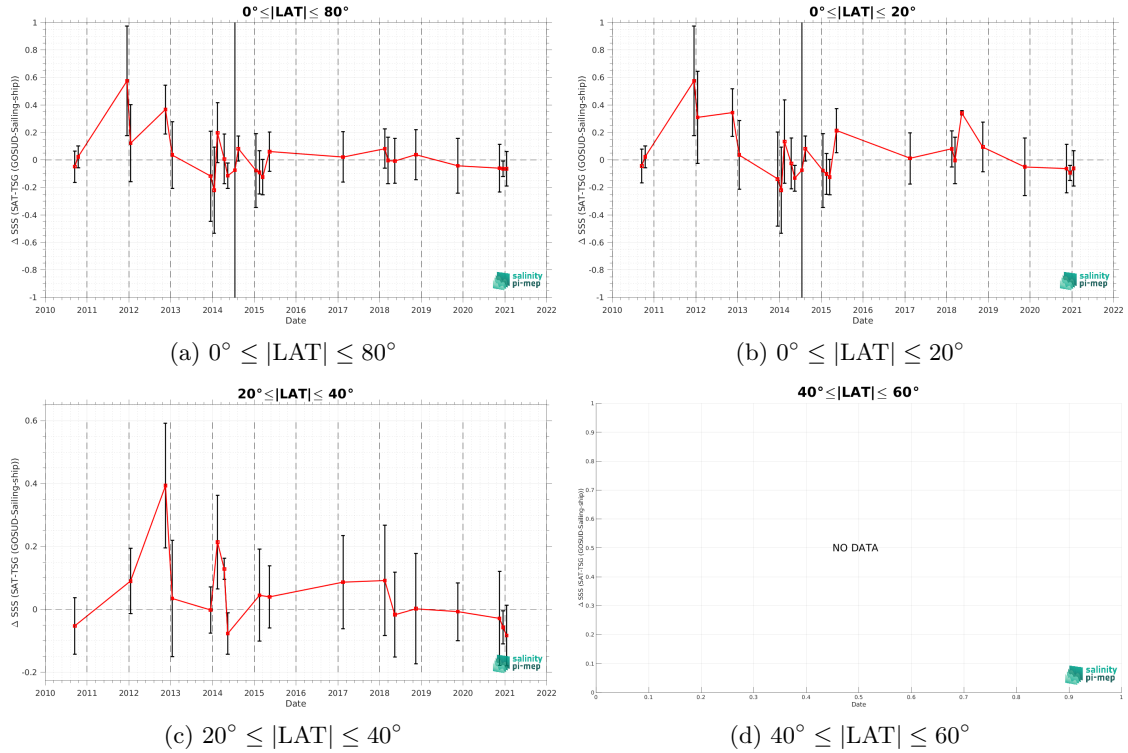 0°≤|LAT|≤ 80°
Δ SSS (SAT-TSG (GOSUD-Sailing-ship))
1
0.8
0.6
0.4
0.2
0
-0.2
-0.4
-0.6
-0.8
-1
2010 2011 2012 2013 2014 2015 2016 2017 2018 2019 2020 2021 2022
Date
salinity
pi-mep
(a) 0° ≤ |LAT| ≤ 80°
0°≤|LAT|≤ 20°
Δ SSS (SAT-TSG (GOSUD-Sailing-ship))
1
0.8
0.6
0.4
0.2
0
-0.2
-0.4
-0.6
-0.8
-1
2010 2011 2012 2013 2014 2015 2016 2017 2018 2019 2020 2021 2022
Date
salinity
pi-mep
(b) 0° ≤ |LAT| ≤ 20°
20°≤|LAT|≤ 40°
Δ SSS (SAT-TSG (GOSUD-Sailing-ship))
0.6
0.4
0.2
0
-0.2
2010 2011 2012 2013 2014 2015 2016 2017 2018 2019 2020 2021 2022
Date
salinity
pi-mep
(c) 20° ≤ |LAT| ≤ 40°
40°≤|LAT|≤ 60°
Δ SSS (SAT-TSG (GOSUD-Sailing-ship))
1
0.9
0.8
0.7
0.6
0.5
0.4
0.3
0.2
0.1
0
NO DATA
0 0.1 0.2 0.3 0.4 0.5 0.6 0.7 0.8 0.9 1
Date
salinity
pi-mep
(d) 40° ≤ |LAT| ≤ 60°